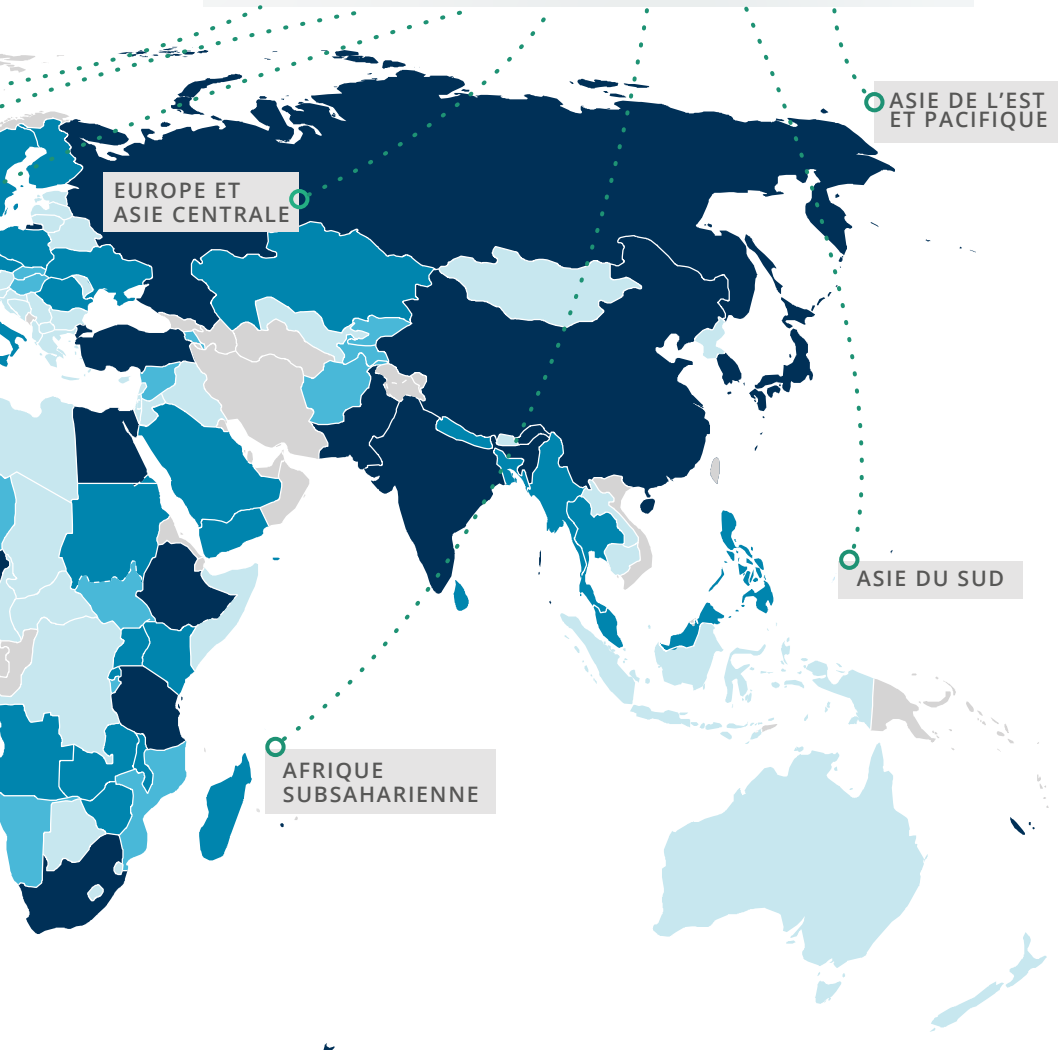 ASIE DE L’EST
ET PACIFIQUE
EUROPE ET
ASIE CENTRALE
ASIE DU SUD
AFRIQUE
SUBSAHARIENNE